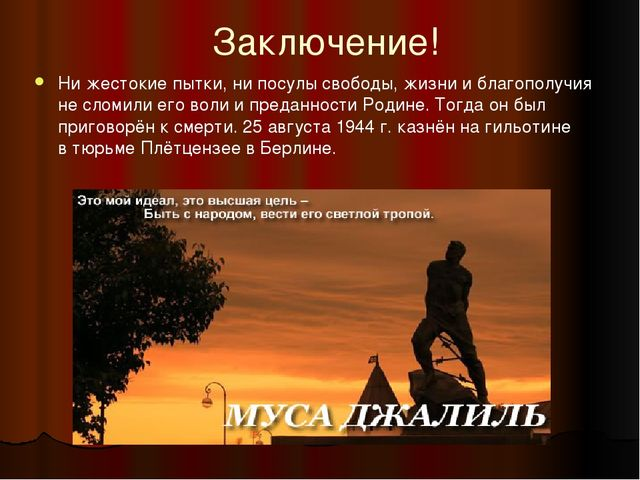 Заключение!
Ни жестокие пытки, ни посулы свободы, жизни и благополучия
не сломили его воли и преданности Родине. Тогда он был
приговорён к смерти. 25 августа 1944 г. казнён на гильотине
в тюрьме Плётцензее в Берлине.
Это мой идеал, это высшая цель –
Быть с народом, вести его светлой тропой.
МУСА ДЖАЛИЛЬ